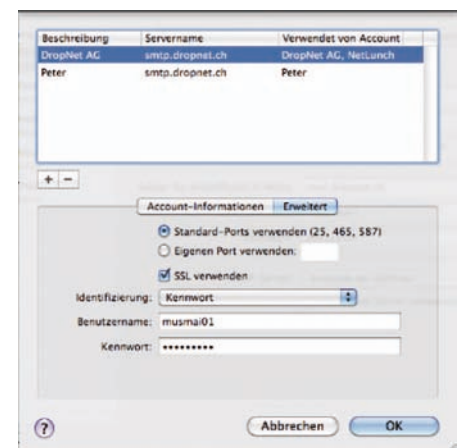 Beschreibung Servername Verwendet von Account
DropNet AG smtp.dropnet.ch DropNet AG, NetLunch
Peter smtp.dropnet.ch Peter
+ −
Account-Informationen Erweitert
Standard-Ports verwenden (25, 465, 587)
Eigenen Port verwenden:
SSL verwenden
Identifizierung: Kennwort
Benutzername: musmai01
Kennwort: •••••••••
? Abbrechen OK